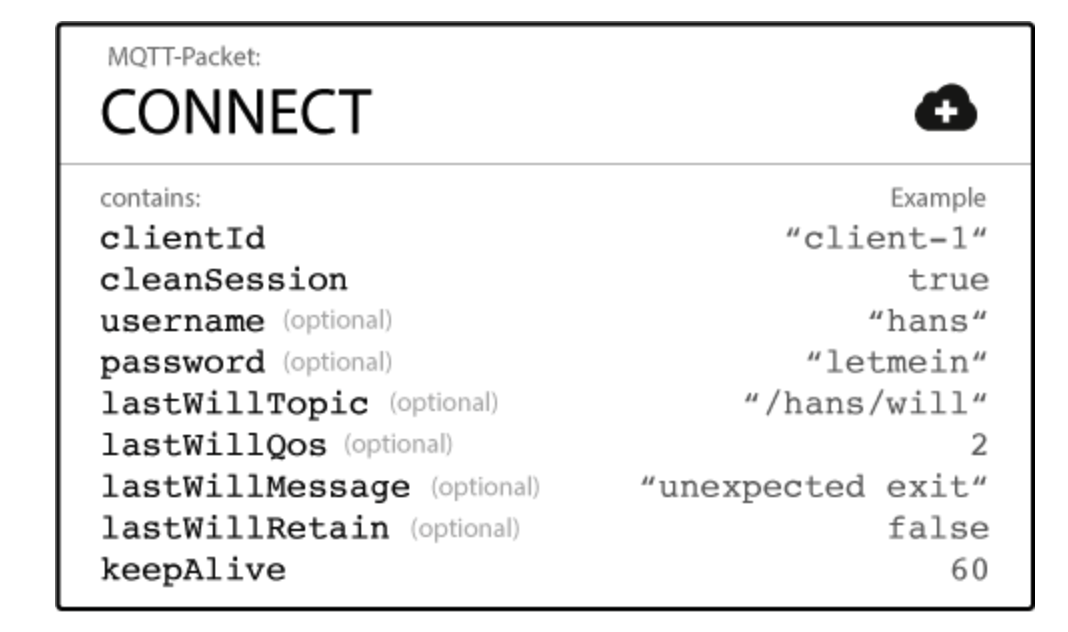 MQTT-Packet:
CONNECT
contains: Example
clientId “client-1“
cleanSession true
username (optional) “hans“
password (optional) “letmein“
lastWillTopic (optional) “/hans/will“
lastWillQos (optional) 2
lastWillMessage (optional) “unexpected exit“
lastWillRetain (optional) false
keepAlive 60